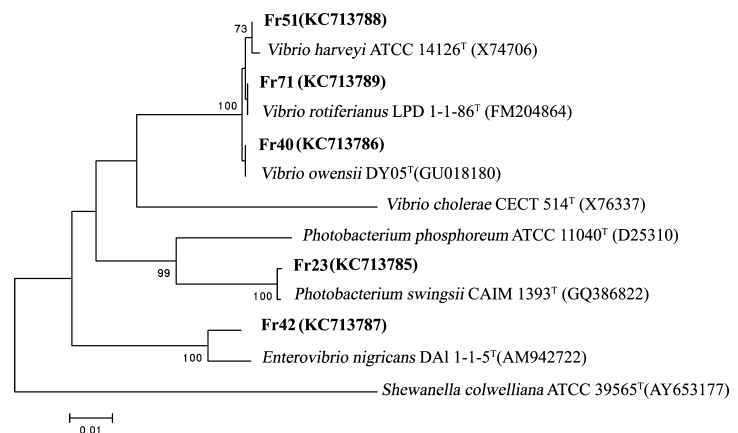 Fr51(KC713788)
73
Vibrio harveyi ATCC 14126T (X74706)
Fr71 (KC713789)
100
Vibrio rotiferianus LPD 1-1-86T (FM204864)
Fr40 (KC713786)
Vibrio owensii DY05T(GU018180)
Vibrio cholerae CECT 514T (X76337)
Photobacterium phosphoreum ATCC 11040T (D25310)
99
Fr23(KC713785)
100
Photobacterium swingsii CAIM 1393T (GQ386822)
Fr42 (KC713787)
100
Enterovibrio nigricans DAl 1-1-5T(AM942722)
Shewanella colwelliana ATCC 39565T(AY653177)
0.01